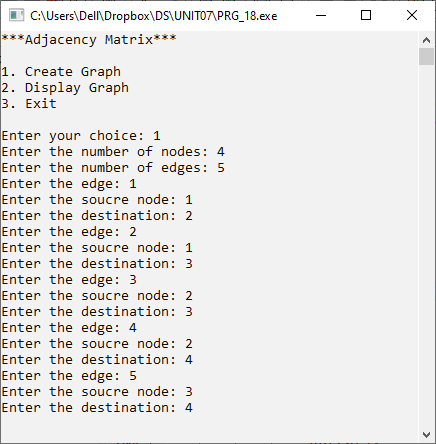 C:\Users\Dell\Dropbox\DS\UNIT07\PRG_18.exe
***Adjacency Matrix***
1. Create Graph
2. Display Graph
3. Exit
Enter your choice: 1
Enter the number of nodes: 4
Enter the number of edges: 5
Enter the edge: 1
Enter the soucre node: 1
Enter the destination: 2
Enter the edge: 2
Enter the soucre node: 1
Enter the destination: 3
Enter the edge: 3
Enter the soucre node: 2
Enter the destination: 3
Enter the edge: 4
Enter the soucre node: 2
Enter the destination: 4
Enter the edge: 5
Enter the soucre node: 3
Enter the destination: 4